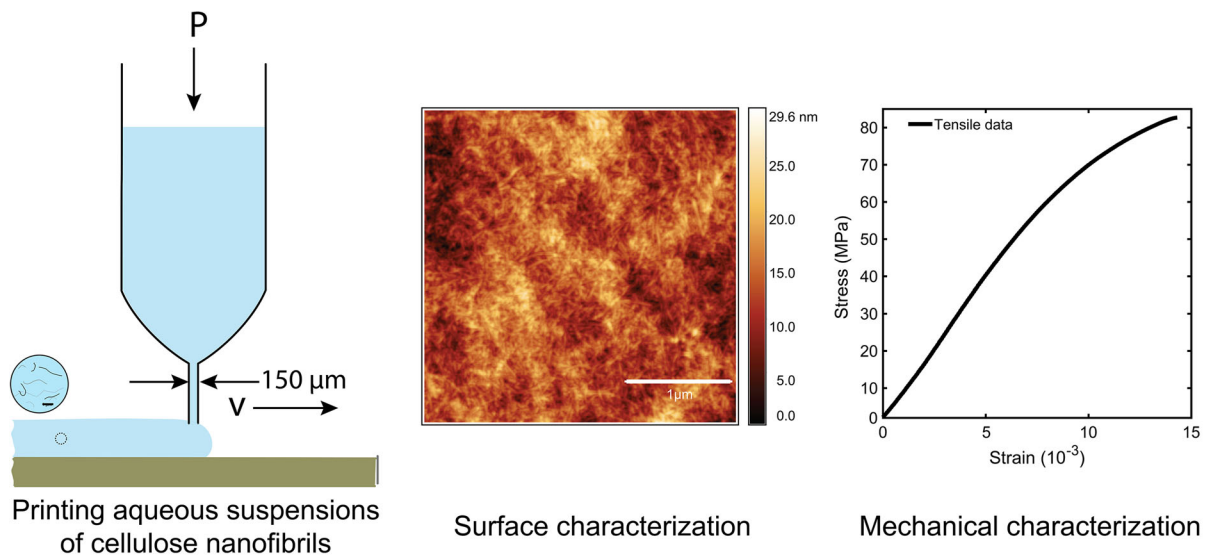 P
150 µm
v
Printing aqueous suspensions
of cellulose nanofibrils
29.6 nm
25.0
20.0
15.0
10.0
5.0
0.0
1µm
Surface characterization
Tensile data
80
70
60
50
40
30
20
10
0
Stress (MPa)
0
5
10
15
Strain (10⁻³)
Mechanical characterization